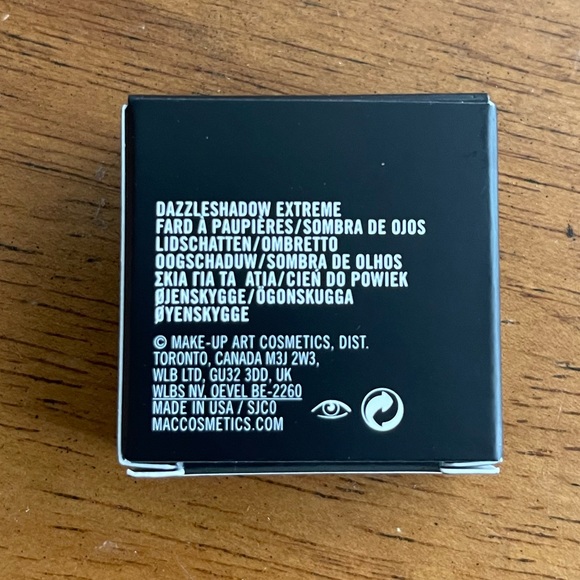 DAZZLESHADOW EXTREME
FARD À PAUPIÈRES/SOMBRA DE OJOS
LIDSCHATTEN/OMBRETTO
OOGSCHADUW/SOMBRA DE OLHOS
ΣΚΙΑ ΓΙΑ ΤΑ ΑΤΙΑ/CIEŃ DO POWIEK
ØJENSKYGGE/ÖGONSKUGGA
ØYENSKYGGE
© MAKE-UP ART COSMETICS, DIST.
TORONTO, CANADA M3J 2W3,
WLB LTD, GU32 3DD, UK
WLBS NV, OEVEL BE-2260
MADE IN USA / SJC0
MACCOSMETICS.COM